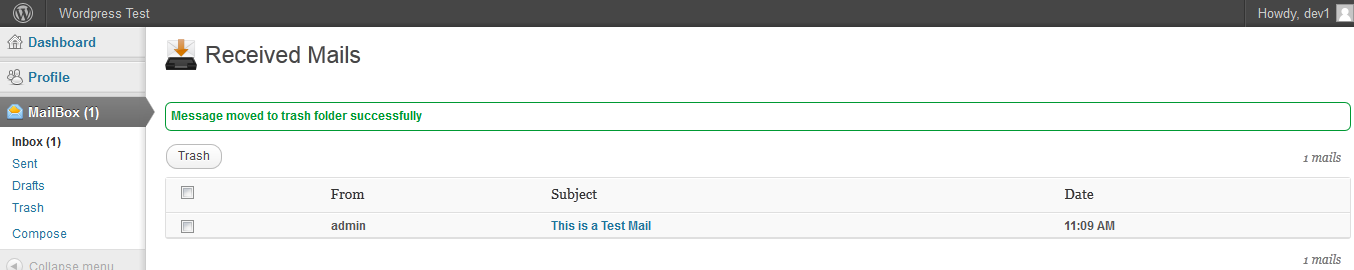 Wordpress Test
Howdy, dev1
Dashboard
Profile
MailBox (1)
Inbox (1)
Sent
Drafts
Trash
Compose
Collapse menu
Received Mails
Message moved to trash folder successfully
Trash
1 mails
From Subject Date
admin This is a Test Mail 11:09 AM
1 mails